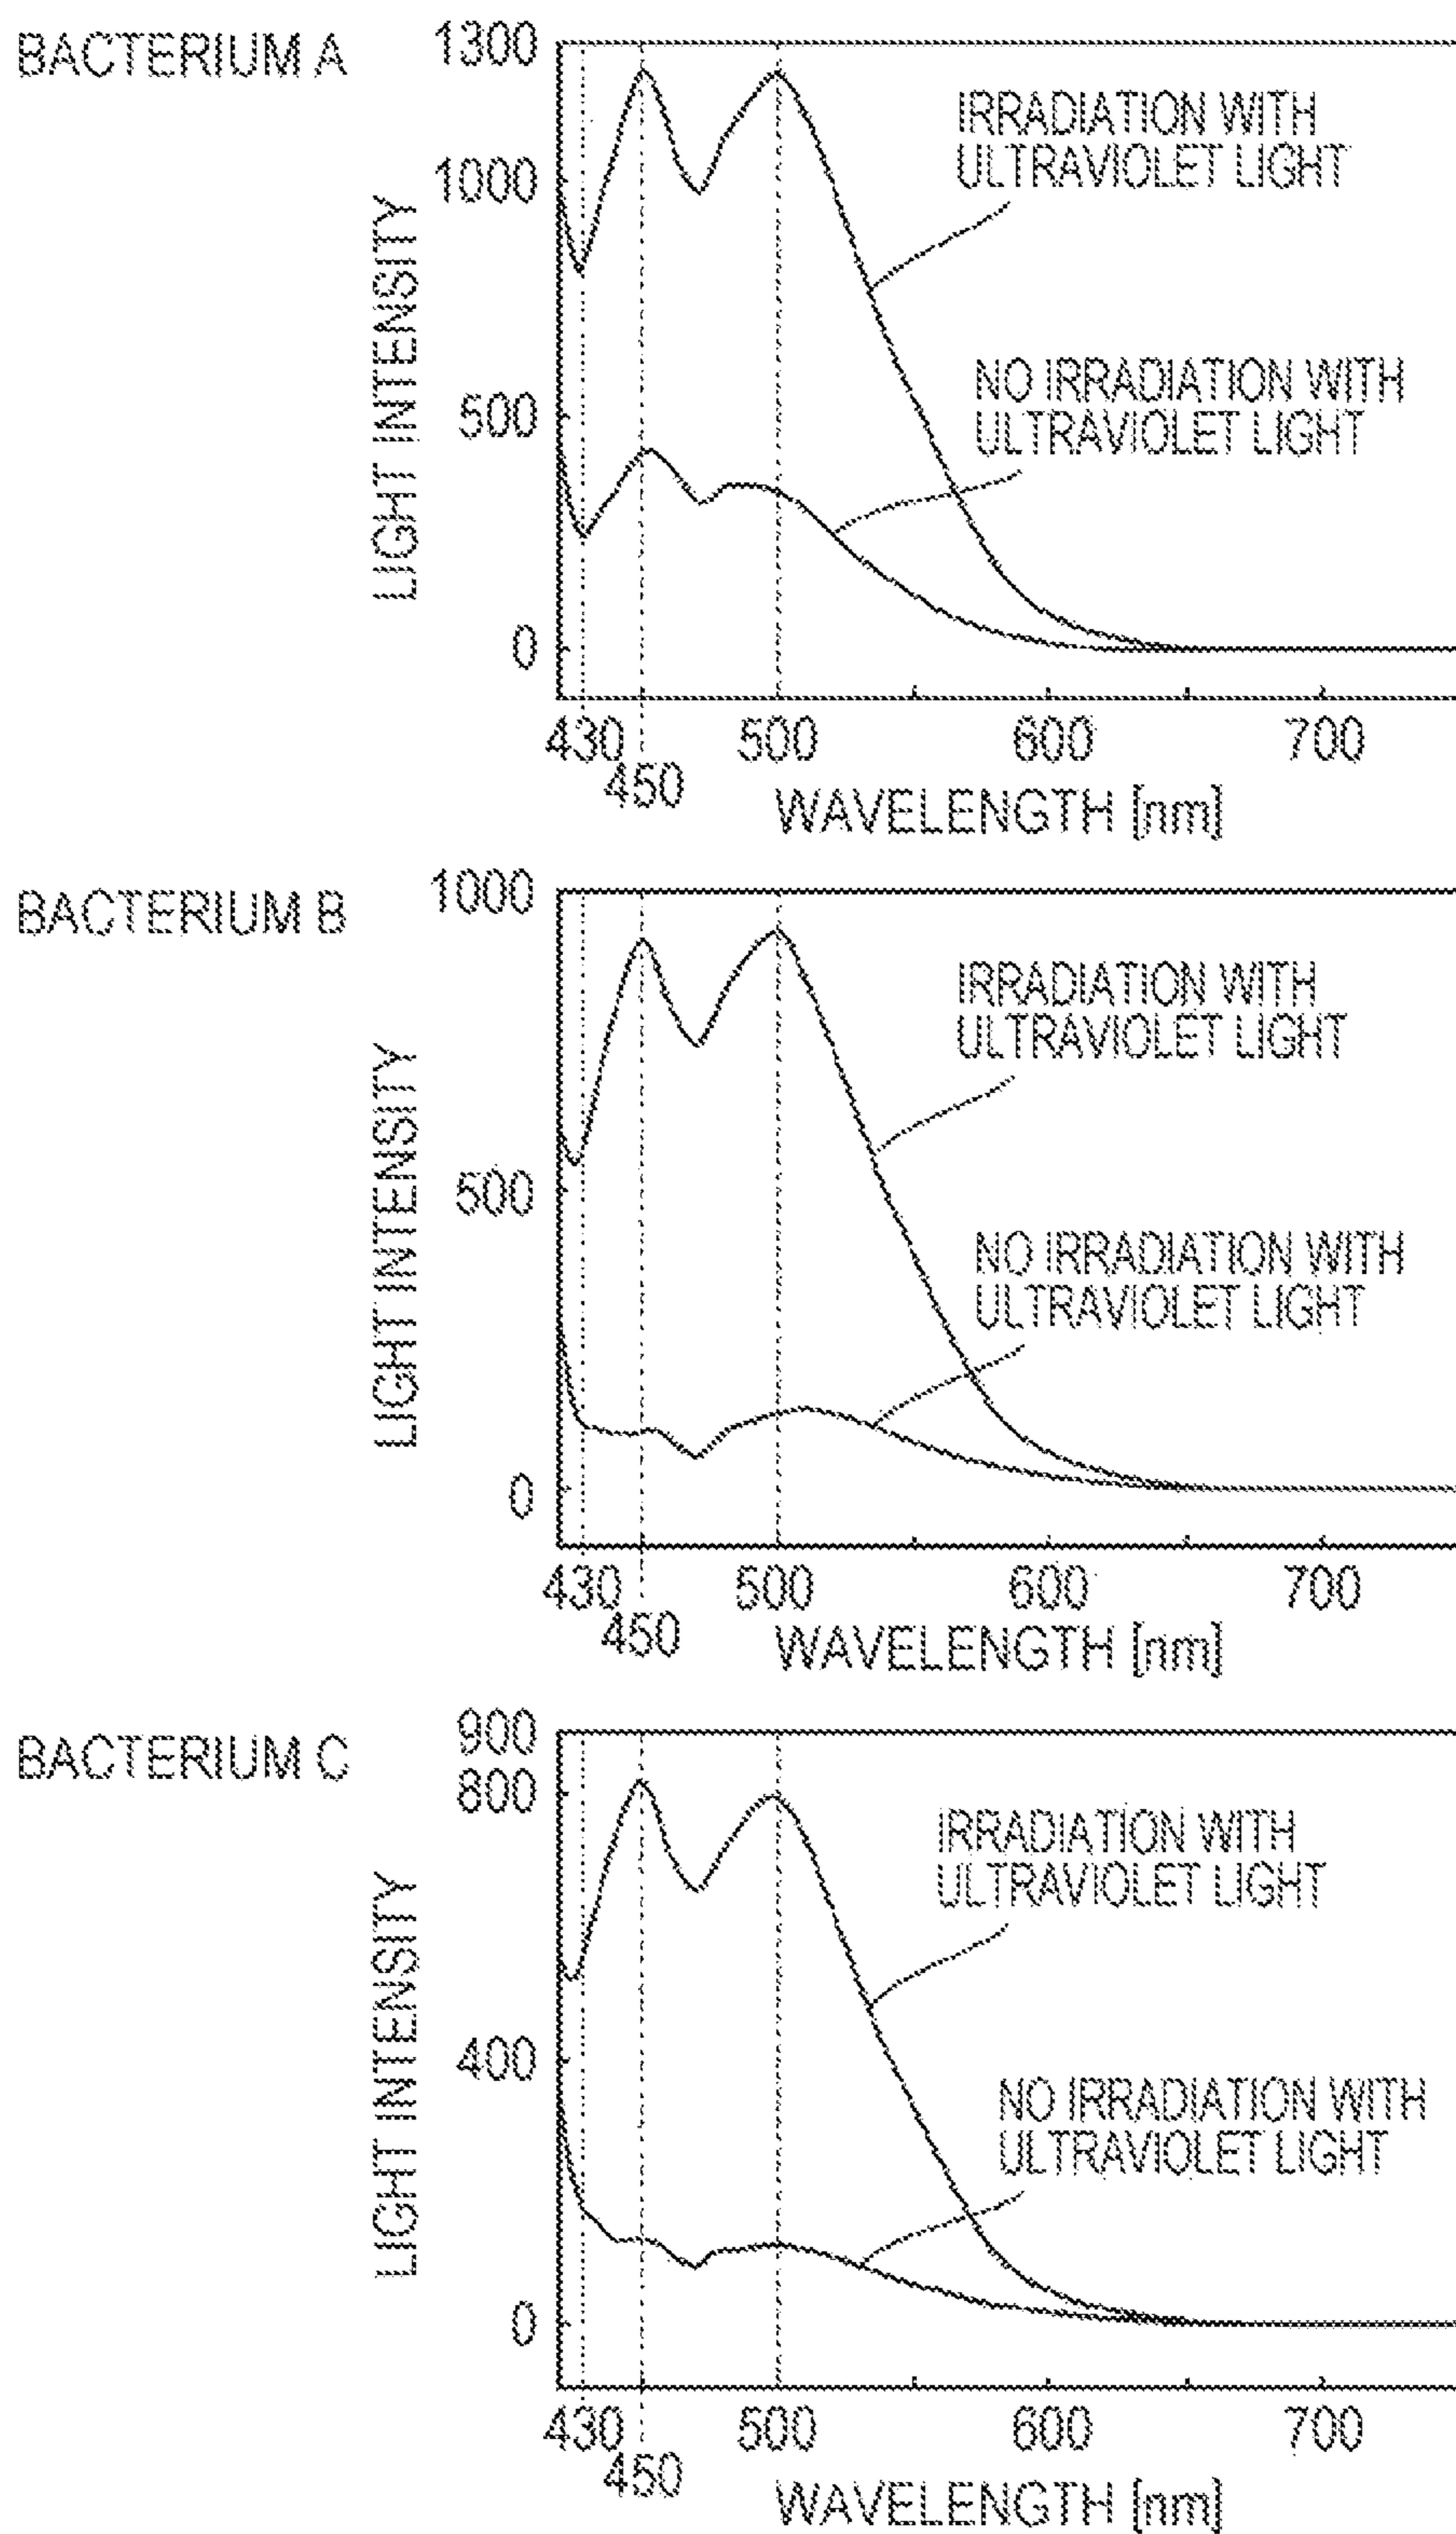 BACTERIUM A
1300
1000
500
0
LIGHT INTENSITY
IRRADIATION WITH
ULTRAVIOLET LIGHT
NO IRRADIATION WITH
ULTRAVIOLET LIGHT
430
450
500
600
700
WAVELENGTH [nm]
BACTERIUM B
1000
500
0
LIGHT INTENSITY
IRRADIATION WITH
ULTRAVIOLET LIGHT
NO IRRADIATION WITH
ULTRAVIOLET LIGHT
430
450
500
600
700
WAVELENGTH [nm]
BACTERIUM C
900
800
400
0
LIGHT INTENSITY
IRRADIATION WITH
ULTRAVIOLET LIGHT
NO IRRADIATION WITH
ULTRAVIOLET LIGHT
430
450
500
600
700
WAVELENGTH [nm]